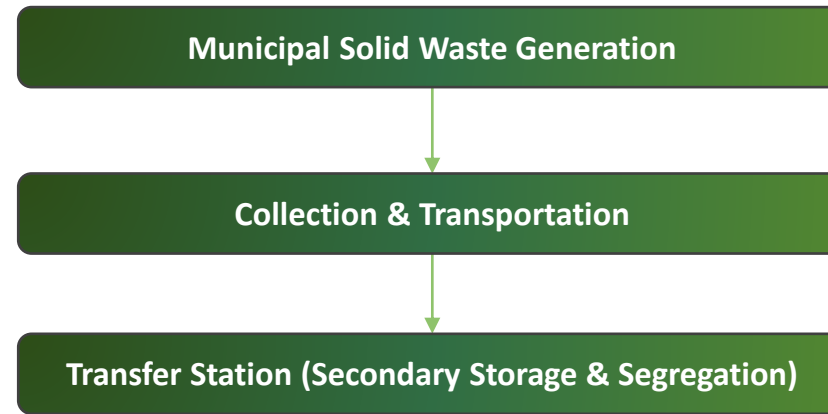 Municipal Solid Waste Generation
Collection & Transportation
Transfer Station (Secondary Storage & Segregation)